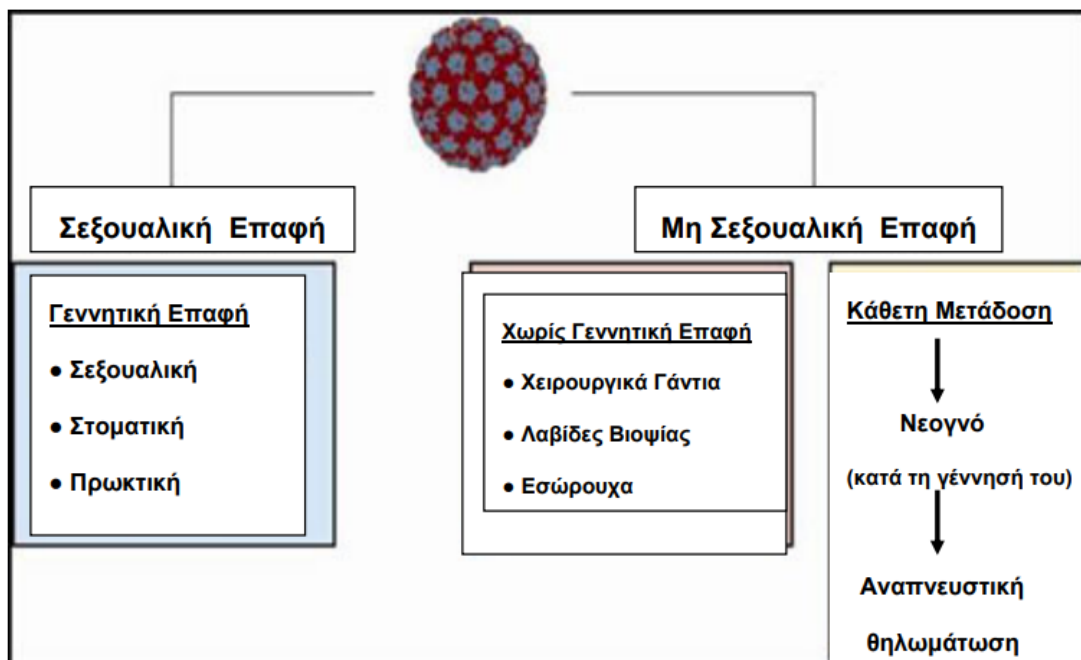 Σεξουαλική Επαφή
Μη Σεξουαλική Επαφή
Γεννητική Επαφή
● Σεξουαλική
● Στοματική
● Πρωκτική
Χωρίς Γεννητική Επαφή
● Χειρουργικά Γάντια
● Λαβίδες Βιοψίας
● Εσώρουχα
Κάθετη Μετάδοση
Νεογνό
(κατά τη γέννησή του)
Αναπνευστική
θηλωμάτωση